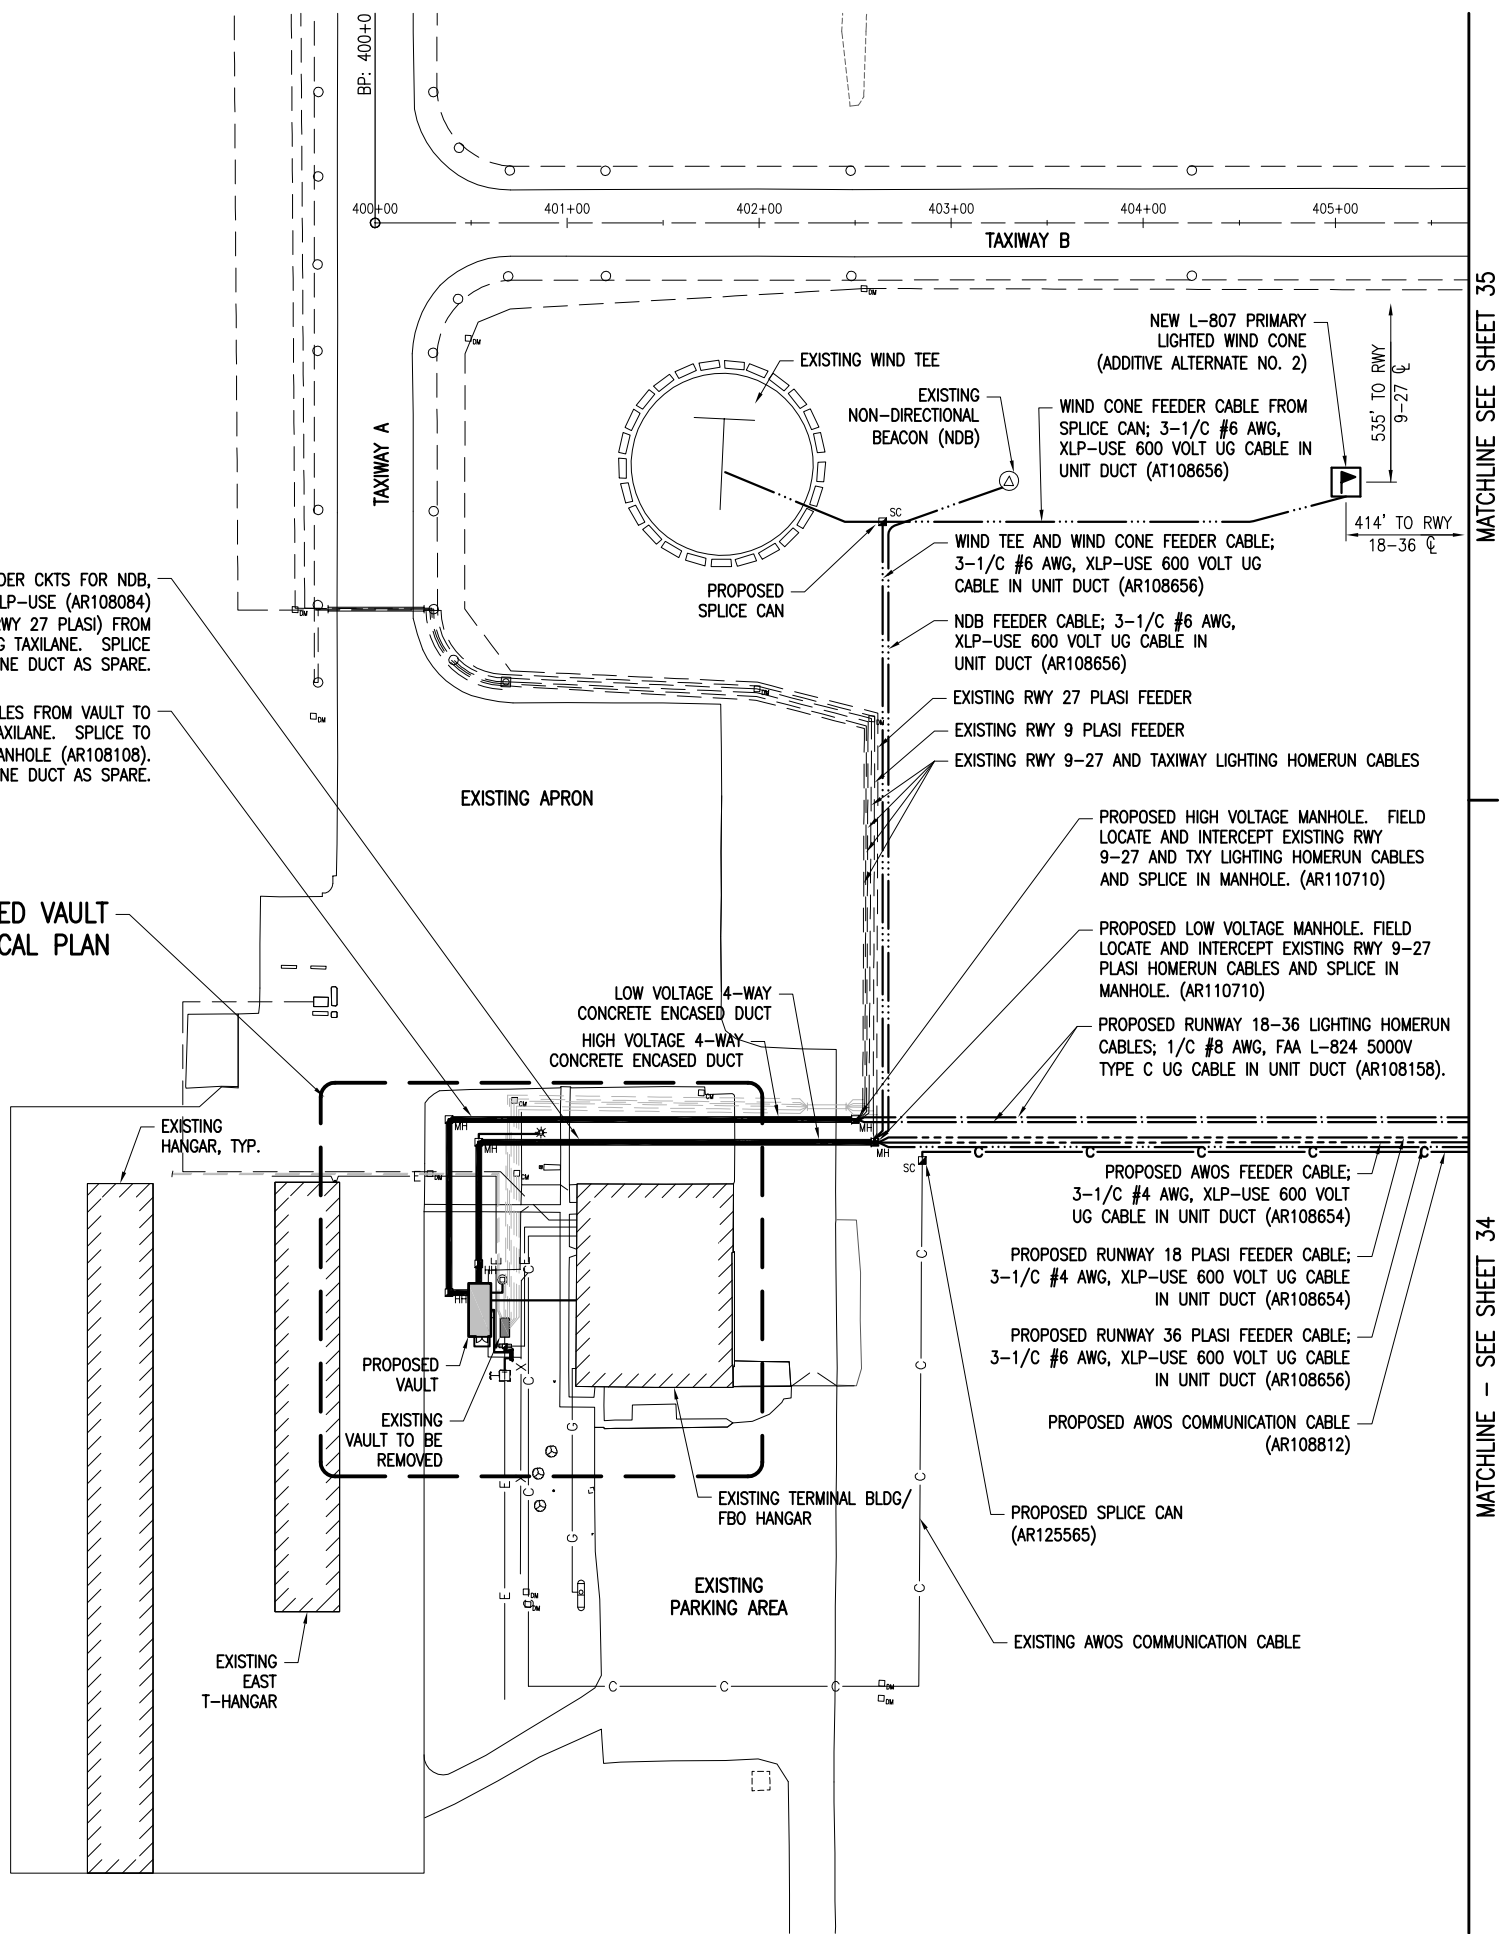 BP: 400+0
400+00
401+00
402+00
403+00
404+00
405+00
TAXIWAY B
TAXIWAY A
MATCHLINE SEE SHEET 35
NEW L-807 PRIMARY
LIGHTED WIND CONE
(ADDITIVE ALTERNATE NO. 2)
535' TO RWY
9-27 ℄
414' TO RWY
18-36 ℄
EXISTING WIND TEE
EXISTING
NON-DIRECTIONAL
BEACON (NDB)
WIND CONE FEEDER CABLE FROM
SPLICE CAN; 3-1/C #6 AWG,
XLP-USE 600 VOLT UG CABLE IN
UNIT DUCT (AT108656)
SC
PROPOSED
SPLICE CAN
WIND TEE AND WIND CONE FEEDER CABLE;
3-1/C #6 AWG, XLP-USE 600 VOLT UG
CABLE IN UNIT DUCT (AR108656)
NDB FEEDER CABLE; 3-1/C #6 AWG,
XLP-USE 600 VOLT UG CABLE IN
UNIT DUCT (AR108656)
EXISTING RWY 27 PLASI FEEDER
EXISTING RWY 9 PLASI FEEDER
EXISTING RWY 9-27 AND TAXIWAY LIGHTING HOMERUN CABLES
DER CKTS FOR NDB,
LP-USE (AR108084)
RWY 27 PLASI) FROM
G TAXILANE. SPLICE
NE DUCT AS SPARE.
LES FROM VAULT TO
AXILANE. SPLICE TO
ANHOLE (AR108108).
NE DUCT AS SPARE.
EXISTING APRON
ED VAULT
CAL PLAN
PROPOSED HIGH VOLTAGE MANHOLE. FIELD
LOCATE AND INTERCEPT EXISTING RWY
9-27 AND TXY LIGHTING HOMERUN CABLES
AND SPLICE IN MANHOLE. (AR110710)
PROPOSED LOW VOLTAGE MANHOLE. FIELD
LOCATE AND INTERCEPT EXISTING RWY 9-27
PLASI HOMERUN CABLES AND SPLICE IN
MANHOLE. (AR110710)
PROPOSED RUNWAY 18-36 LIGHTING HOMERUN
CABLES; 1/C #8 AWG, FAA L-824 5000V
TYPE C UG CABLE IN UNIT DUCT (AR108158).
LOW VOLTAGE 4-WAY
CONCRETE ENCASED DUCT
HIGH VOLTAGE 4-WAY
CONCRETE ENCASED DUCT
EXISTING
HANGAR, TYP.
MH
MH
MH
MH
SC
HH
HH
PROPOSED AWOS FEEDER CABLE;
3-1/C #4 AWG, XLP-USE 600 VOLT
UG CABLE IN UNIT DUCT (AR108654)
PROPOSED RUNWAY 18 PLASI FEEDER CABLE;
3-1/C #4 AWG, XLP-USE 600 VOLT UG CABLE
IN UNIT DUCT (AR108654)
PROPOSED RUNWAY 36 PLASI FEEDER CABLE;
3-1/C #6 AWG, XLP-USE 600 VOLT UG CABLE
IN UNIT DUCT (AR108656)
PROPOSED AWOS COMMUNICATION CABLE
(AR108812)
MATCHLINE - SEE SHEET 34
PROPOSED
VAULT
EXISTING
VAULT TO BE
REMOVED
EXISTING TERMINAL BLDG/
FBO HANGAR
PROPOSED SPLICE CAN
(AR125565)
EXISTING
PARKING AREA
EXISTING AWOS COMMUNICATION CABLE
EXISTING
EAST
T-HANGAR